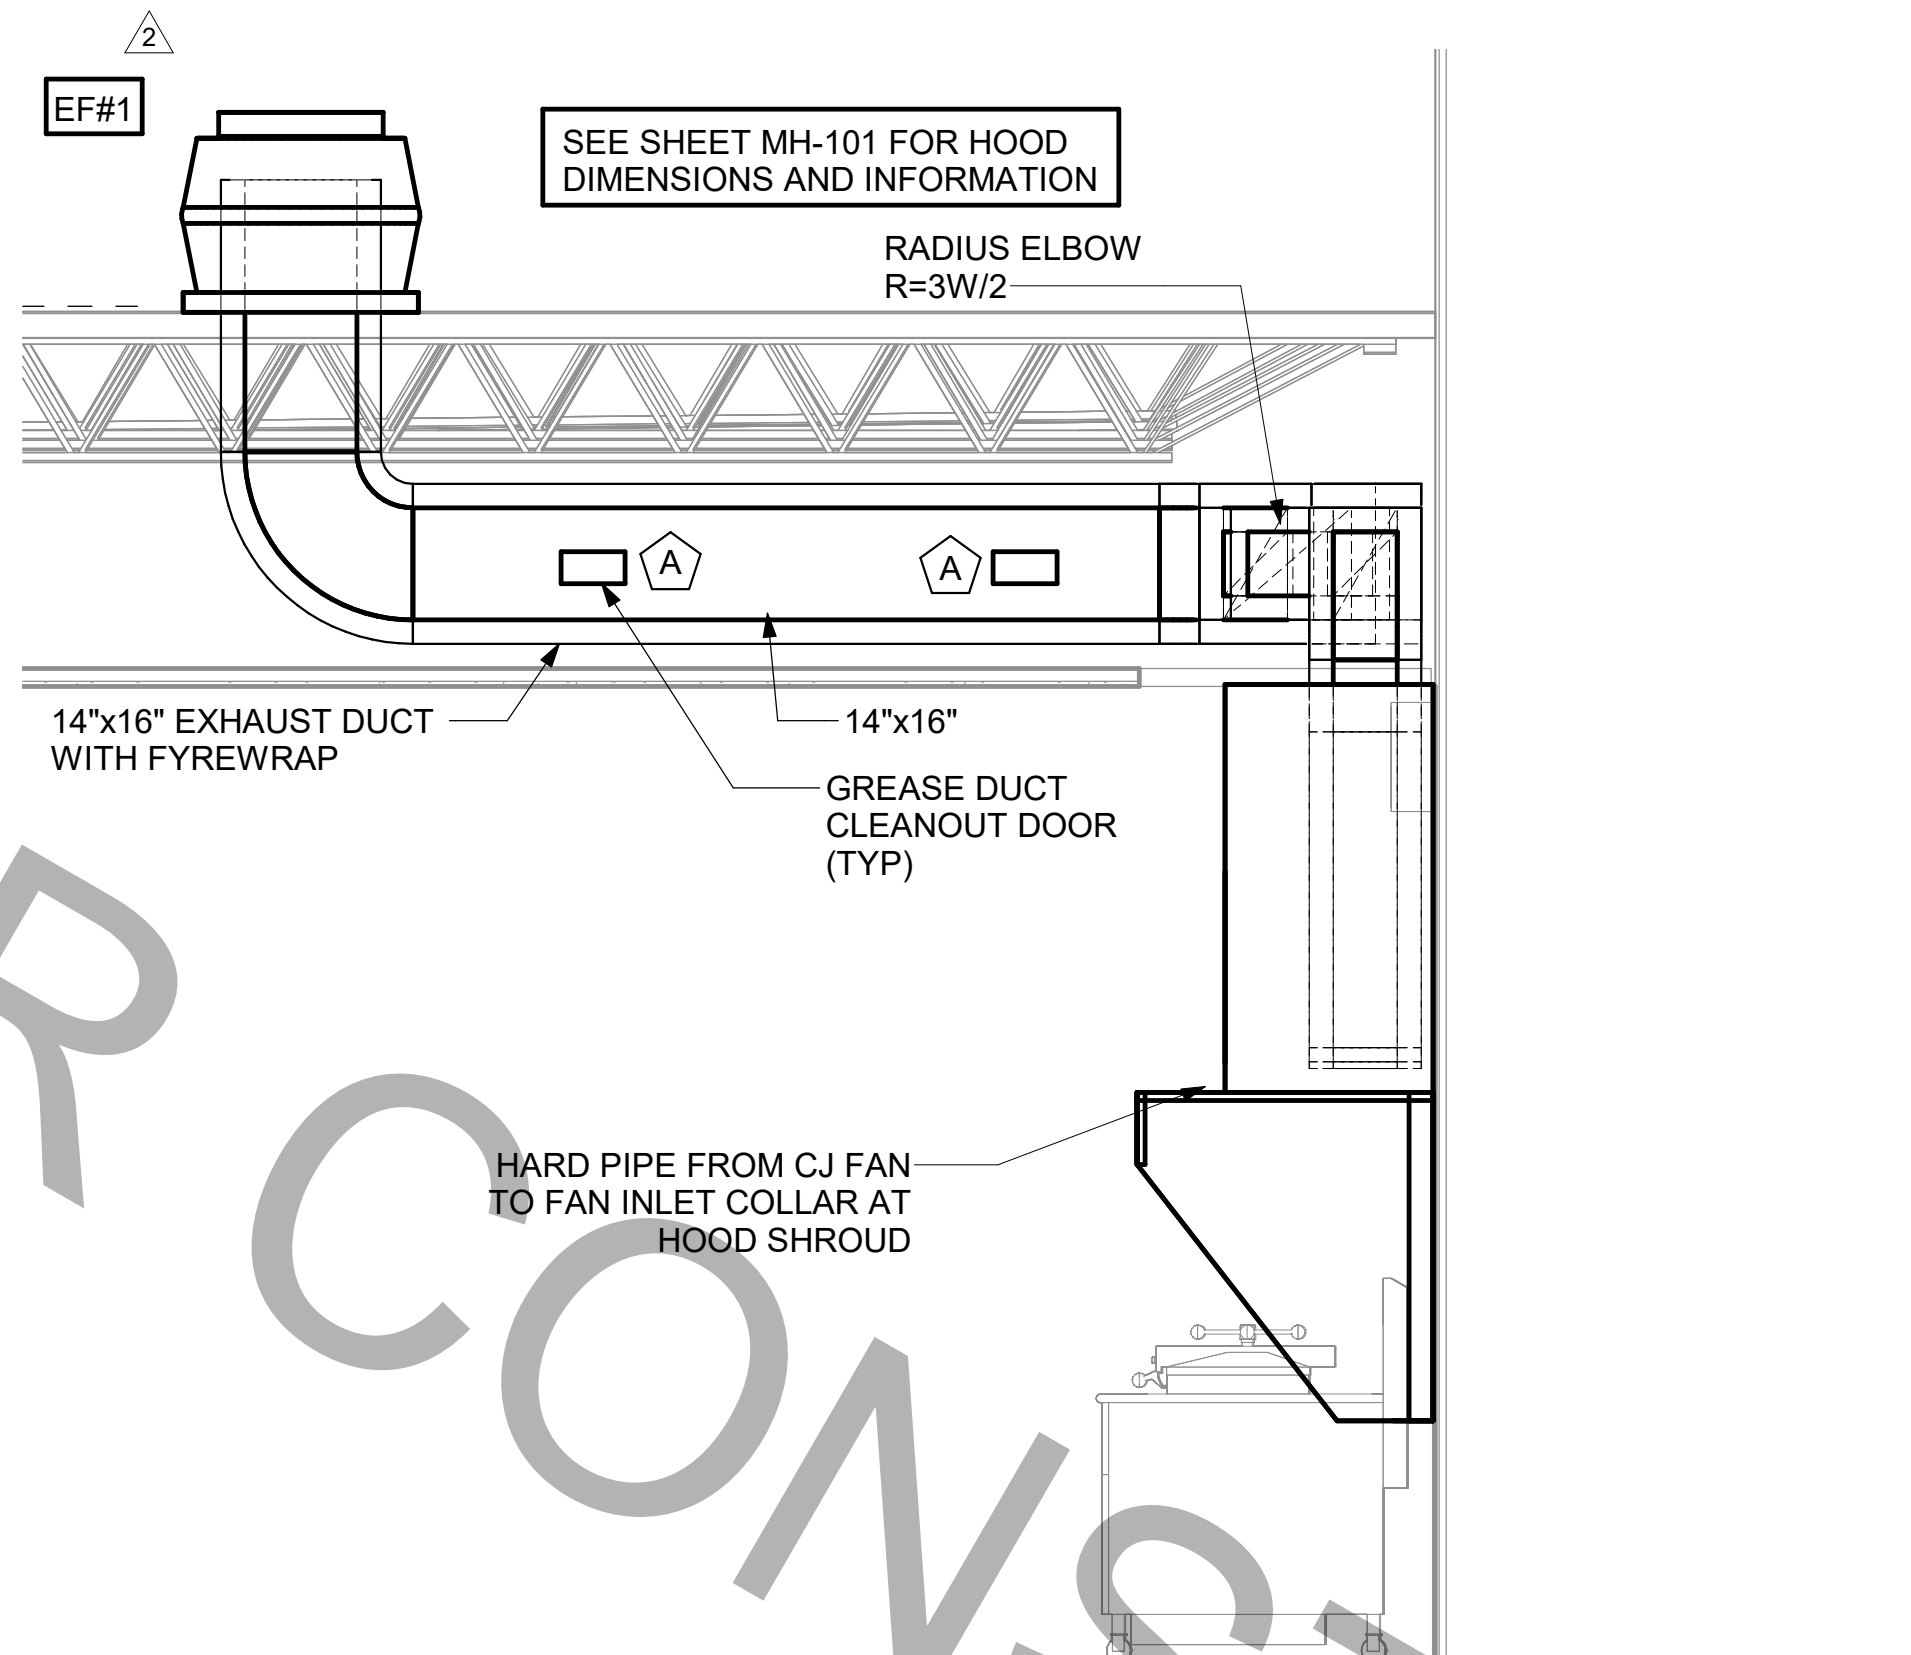 2
EF#1
SEE SHEET MH-101 FOR HOOD
DIMENSIONS AND INFORMATION
RADIUS ELBOW
R=3W/2
A
A
14"x16" EXHAUST DUCT
WITH FYREWRAP
14"x16"
GREASE DUCT
CLEANOUT DOOR
(TYP)
HARD PIPE FROM CJ FAN
TO FAN INLET COLLAR AT
HOOD SHROUD
R CONST